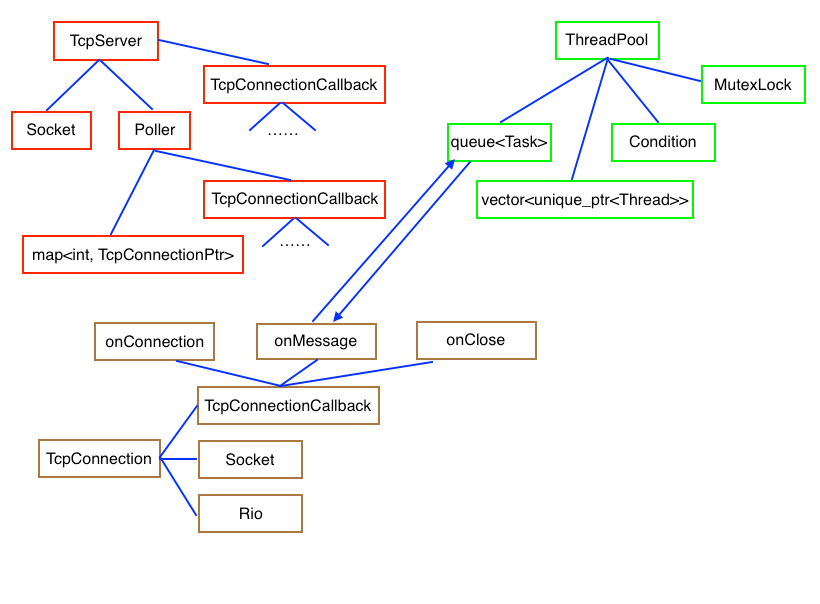 TcpServer
ThreadPool
TcpConnectionCallback
MutexLock
Socket
Poller
......
queue<Task>
Condition
TcpConnectionCallback
vector<unique_ptr<Thread>>
......
map<int, TcpConnectionPtr>
onConnection
onMessage
onClose
TcpConnectionCallback
TcpConnection
Socket
Rio